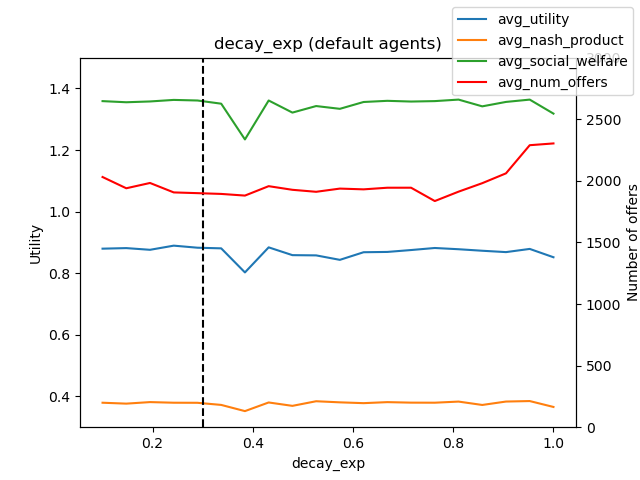 decay_exp (default agents)
avg_utility
avg_nash_product
avg_social_welfare
avg_num_offers
Utility
1.4
1.2
1.0
0.8
0.6
0.4
0.2
0.4
0.6
0.8
1.0
decay_exp
3000
2500
2000
1500
1000
500
0
Number of offers